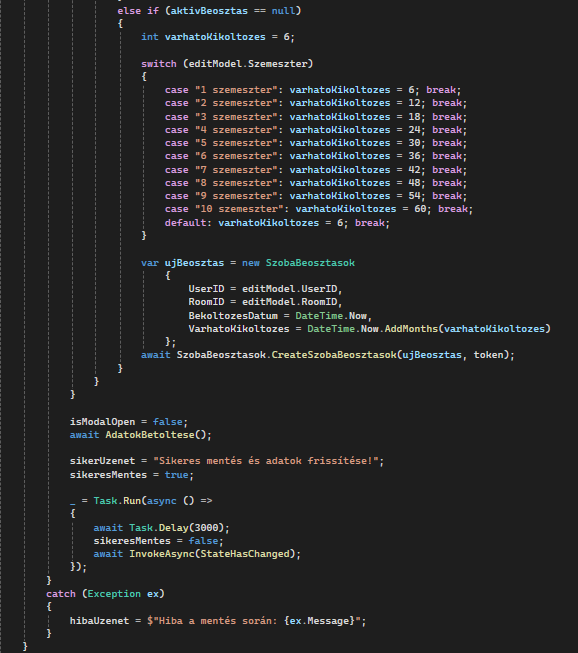 else if (aktivBeosztas == null)
{
int varhatoKikoltozes = 6;
switch (editModel.Szemeszter)
{
case "1 szemeszter": varhatoKikoltozes = 6; break;
case "2 szemeszter": varhatoKikoltozes = 12; break;
case "3 szemeszter": varhatoKikoltozes = 18; break;
case "4 szemeszter": varhatoKikoltozes = 24; break;
case "5 szemeszter": varhatoKikoltozes = 30; break;
case "6 szemeszter": varhatoKikoltozes = 36; break;
case "7 szemeszter": varhatoKikoltozes = 42; break;
case "8 szemeszter": varhatoKikoltozes = 48; break;
case "9 szemeszter": varhatoKikoltozes = 54; break;
case "10 szemeszter": varhatoKikoltozes = 60; break;
default: varhatoKikoltozes = 6; break;
}
var ujBeosztas = new SzobaBeosztasok
{
UserID = editModel.UserID,
RoomID = editModel.RoomID,
BekoltozesDatum = DateTime.Now,
VarhatoKikoltozes = DateTime.Now.AddMonths(varhatoKikoltozes)
};
await SzobaBeosztasok.CreateSzobaBeosztasok(ujBeosztas, token);
}
}
}
isModalOpen = false;
await AdatokBetoltese();
sikerUzenet = "Sikeres mentés és adatok frissítése!";
sikeresMentes = true;
_ = Task.Run(async () =>
{
await Task.Delay(3000);
sikeresMentes = false;
await InvokeAsync(StateHasChanged);
});
}
catch (Exception ex)
{
hibaUzenet = $"Hiba a mentés során: {ex.Message}";
}
}